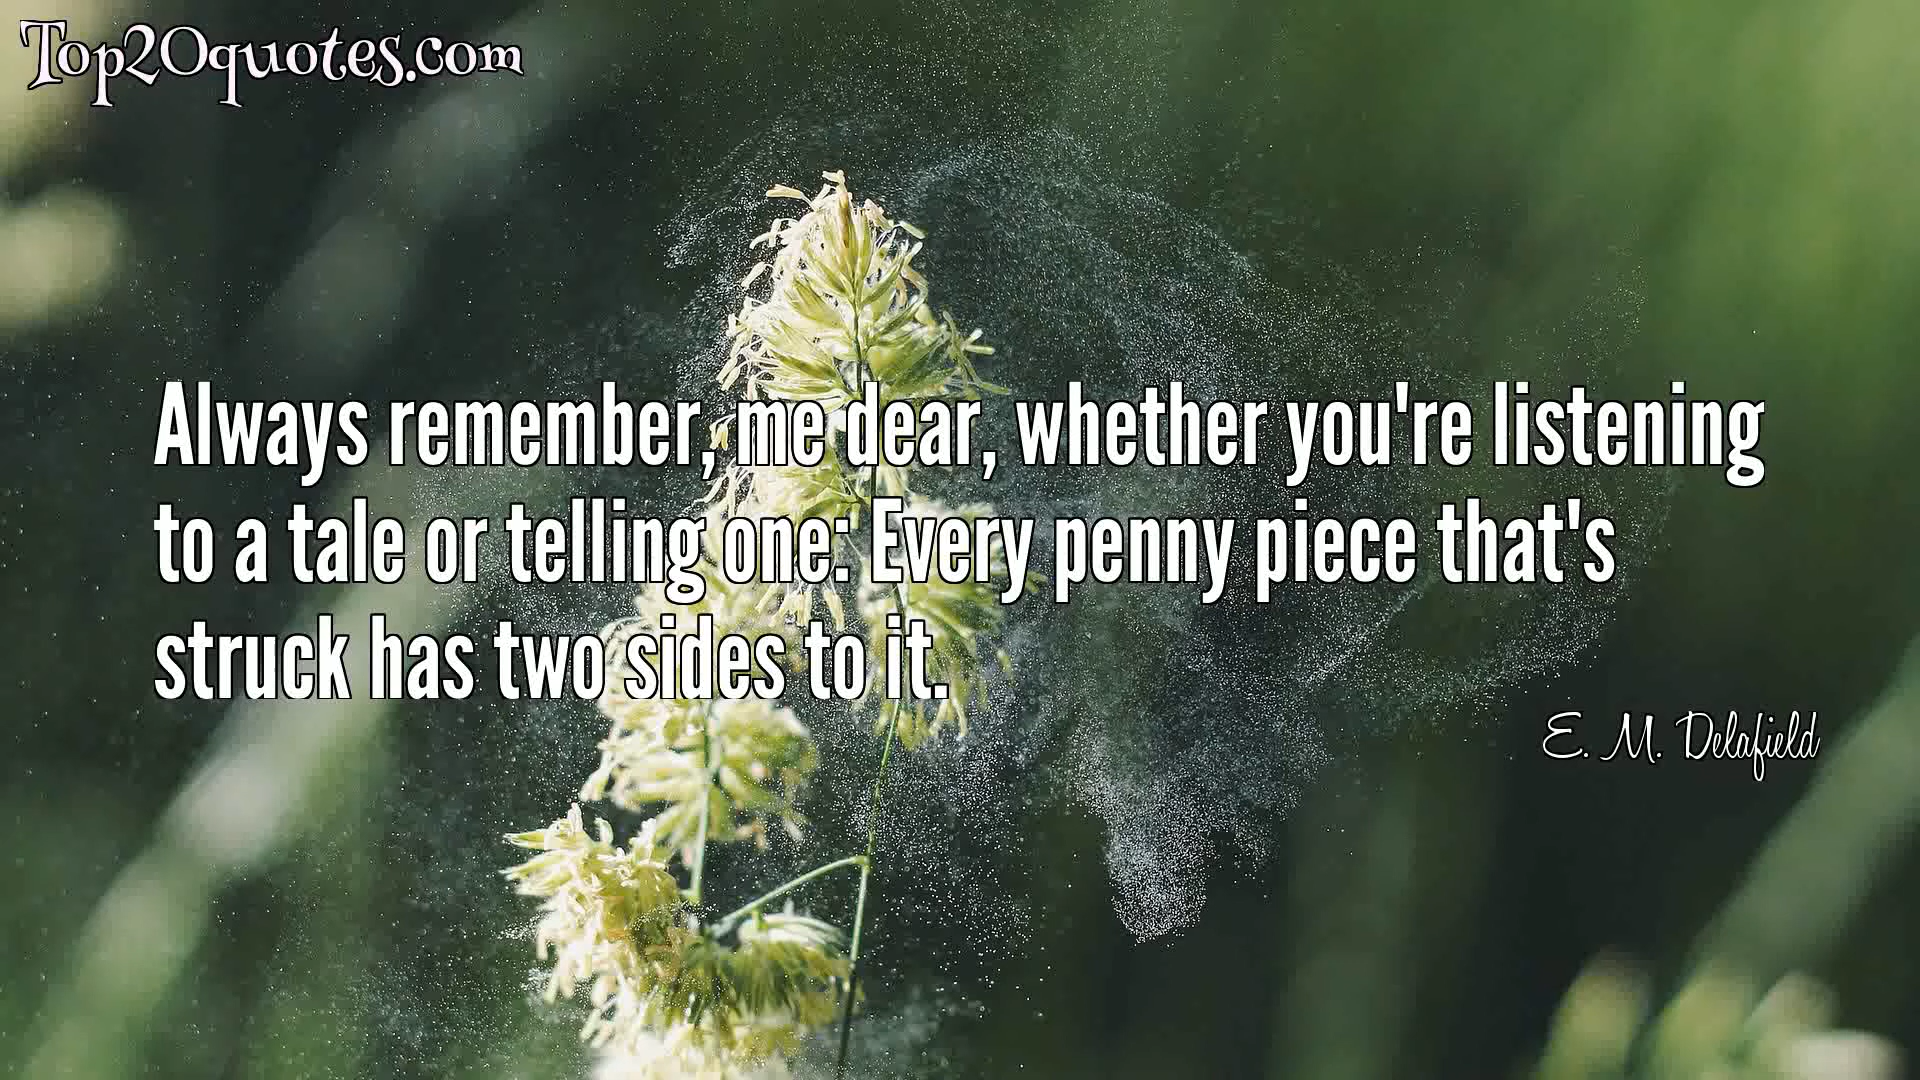 Top20quotes.com
Always remember, me dear, whether you're listening
to a tale or telling one: Every penny piece that's
struck has two sides to it.
E. M. Delafield